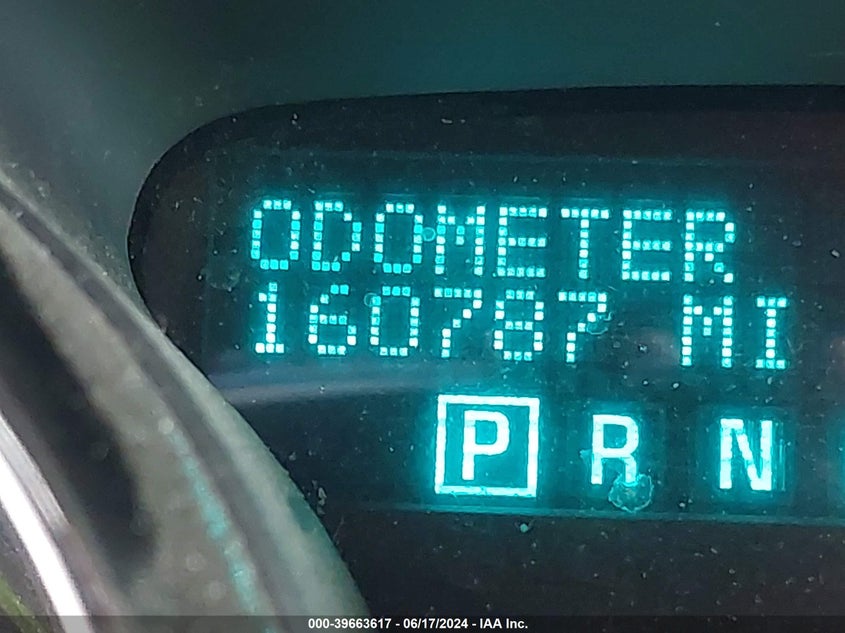 ODOMETER
160787 MI
P R N
000-39663617 - 06/17/2024 - IAA Inc.